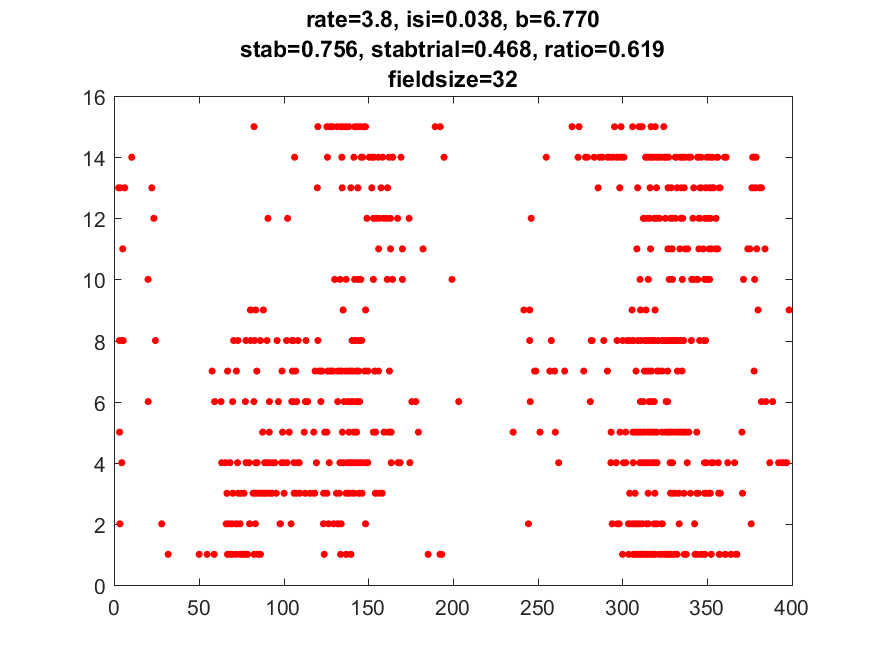 rate=3.8, isi=0.038, b=6.770
stab=0.756, stabtrial=0.468, ratio=0.619
fieldsize=32
16
14
12
10
8
6
4
2
0
0 50 100 150 200 250 300 350 400